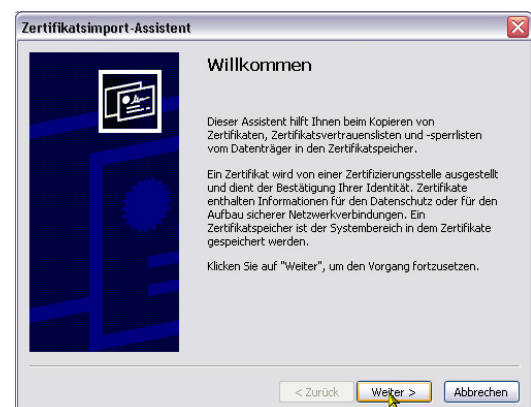 Zertifikatsimport-Assistent
Willkommen
Dieser Assistent hilft Ihnen beim Kopieren von
Zertifikaten, Zertifikatsvertrauenslisten und -sperrlisten
vom Datenträger in den Zertifikatspeicher.
Ein Zertifikat wird von einer Zertifizierungsstelle ausgestellt
und dient der Bestätigung Ihrer Identität. Zertifikate
enthalten Informationen für den Datenschutz oder für den
Aufbau sicherer Netzwerkverbindungen. Ein
Zertifikatspeicher ist der Systembereich in dem Zertifikate
gespeichert werden.
Klicken Sie auf "Weiter", um den Vorgang fortzusetzen.
< Zurück Weiter > Abbrechen